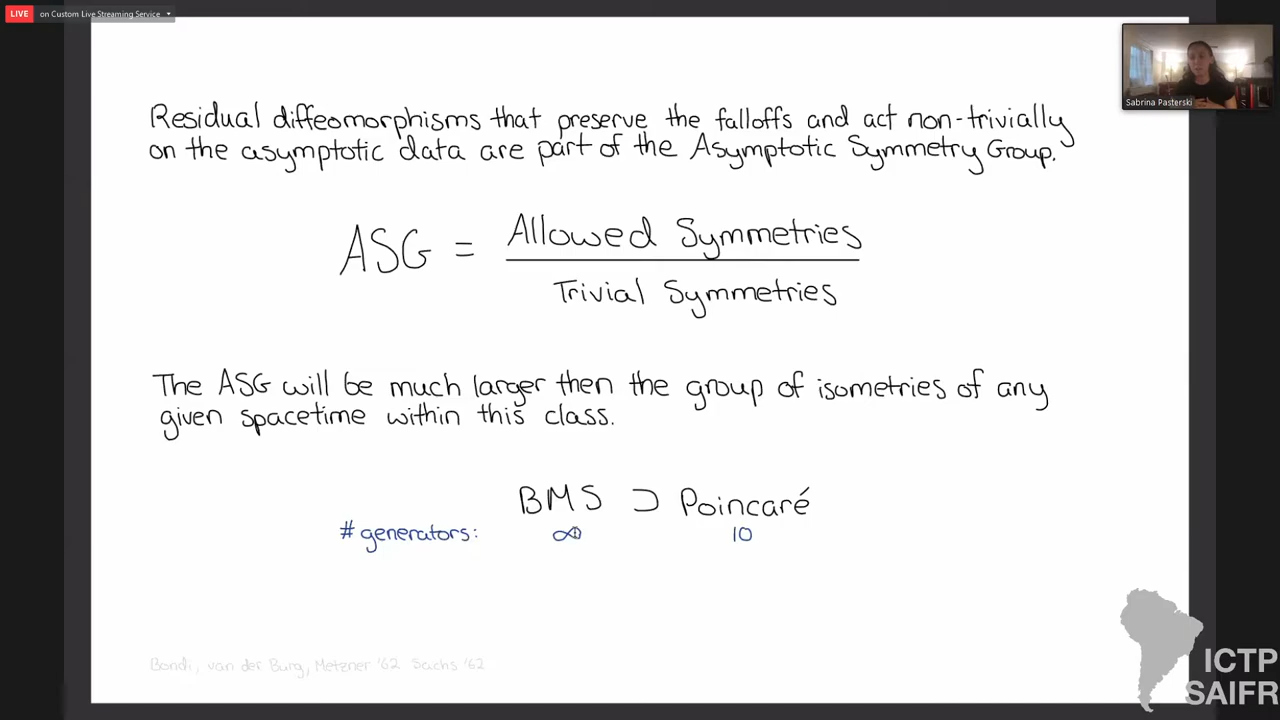 LIVE on Custom Live Streaming Service
Sabrina Pasterski
Residual diffeomorphisms that preserve the falloffs and act non-trivially
on the asymptotic data are part of the Asymptotic Symmetry Group.
ASG = Allowed Symmetries
Trivial Symmetries
The ASG will be much larger then the group of isometries of any
given spacetime within this class.
BMS ⊃ Poincaré
# generators: ∞ 10
Bondi, van der Burg, Metzner '62 Sachs '62
ICTP
SAIFR